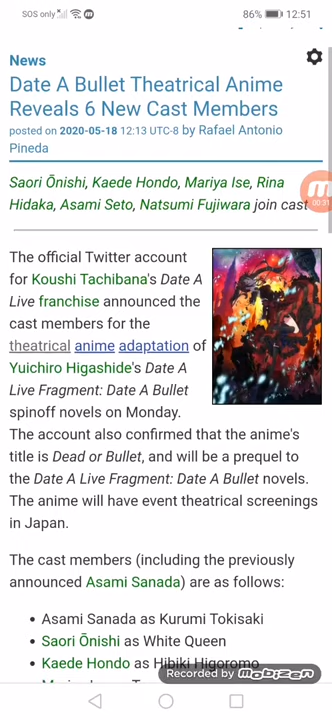 SOS only
86% 12:51
News
Date A Bullet Theatrical Anime
Reveals 6 New Cast Members
posted on 2020-05-18 12:13 UTC-8 by Rafael Antonio
Pineda
Saori Ōnishi, Kaede Hondo, Mariya Ise, Rina
Hidaka, Asami Seto, Natsumi Fujiwara join cast
00:31
The official Twitter account
for Koushi Tachibana's Date A
Live franchise announced the
cast members for the
theatrical anime adaptation of
Yuichiro Higashide's Date A
Live Fragment: Date A Bullet
spinoff novels on Monday.
The account also confirmed that the anime's
title is Dead or Bullet, and will be a prequel to
the Date A Live Fragment: Date A Bullet novels.
The anime will have event theatrical screenings
in Japan.
The cast members (including the previously
announced Asami Sanada) are as follows:
• Asami Sanada as Kurumi Tokisaki
• Saori Ōnishi as White Queen
• Kaede Hondo as Hibiki Higoromo
Recorded by mobizen